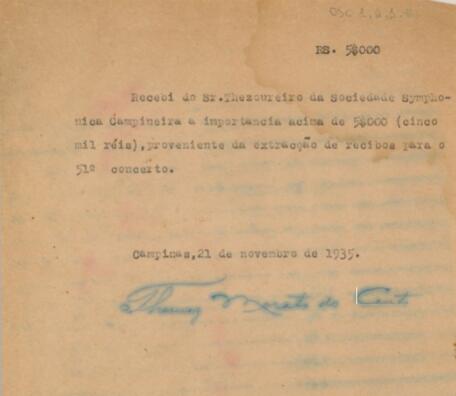 RS. 5$000
Recebi do Sr.Thezoureiro da Sociedade Sympho-
nica Campineira a importancia acima de 5$000 (cinco
mil réis),proveniente da extracção de recibos para o
51º concerto.
Campinas,21 de novembro de 1935.